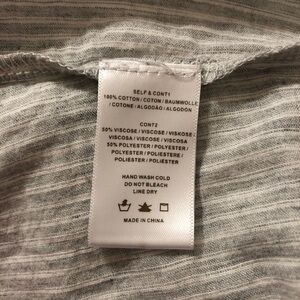 SELF & CONT1
100% COTTON / COTON / BAUMWOLLE
/ COTONE / ALGODÃO / ALGODON
CONT2
50% VISCOSE / VISCOSE / VISKOSE /
VISCOSA / VISCOSE / VISCOSA
50% POLYESTER / POLYESTER /
POLYESTER / POLIESTERE /
POLIÉSTER / POLIESTER
HAND WASH COLD
DO NOT BLEACH
LINE DRY
MADE IN CHINA